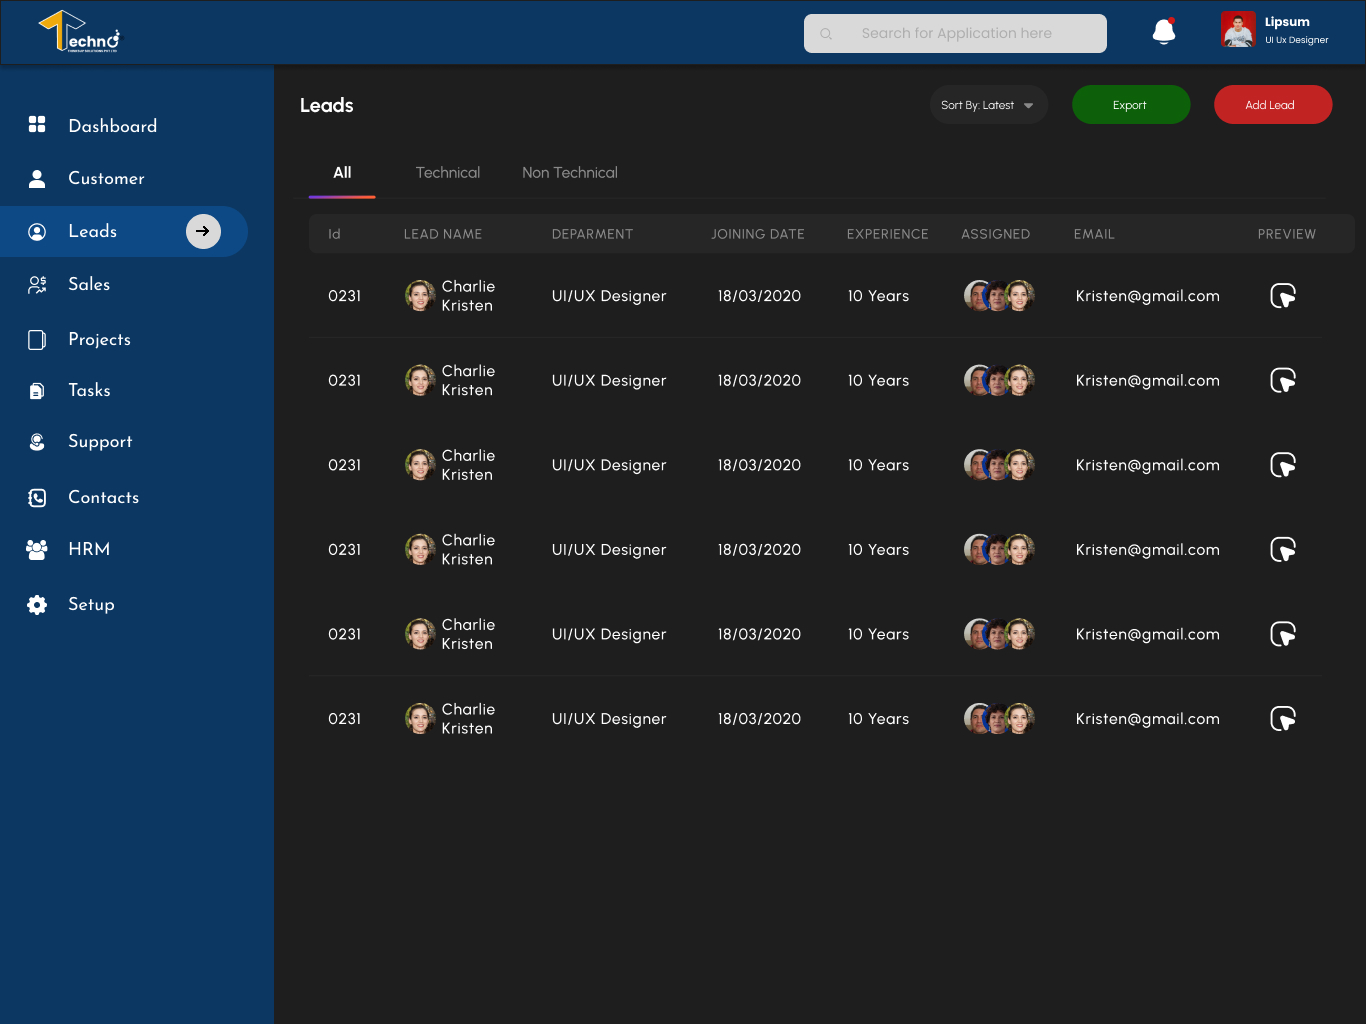 Techno
Search for Application here
Lipsum
UI Ux Designer
Dashboard
Customer
Leads
Sales
Projects
Tasks
Support
Contacts
HRM
Setup
Leads
Sort By: Latest
Export
Add Lead
All Technical Non Technical
Id LEAD NAME DEPARMENT JOINING DATE EXPERIENCE ASSIGNED EMAIL PREVIEW
0231 Charlie Kristen UI/UX Designer 18/03/2020 10 Years Kristen@gmail.com
0231 Charlie Kristen UI/UX Designer 18/03/2020 10 Years Kristen@gmail.com
0231 Charlie Kristen UI/UX Designer 18/03/2020 10 Years Kristen@gmail.com
0231 Charlie Kristen UI/UX Designer 18/03/2020 10 Years Kristen@gmail.com
0231 Charlie Kristen UI/UX Designer 18/03/2020 10 Years Kristen@gmail.com
0231 Charlie Kristen UI/UX Designer 18/03/2020 10 Years Kristen@gmail.com